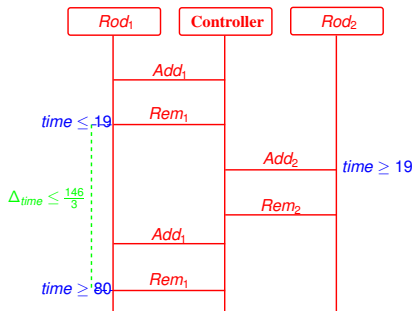 Rod₁ Controller Rod₂
Add₁
time ≤ 19 Rem₁
Add₂ time ≥ 19
Δtime ≤ 146/3
Rem₂
Add₁
time ≥ 80 Rem₁